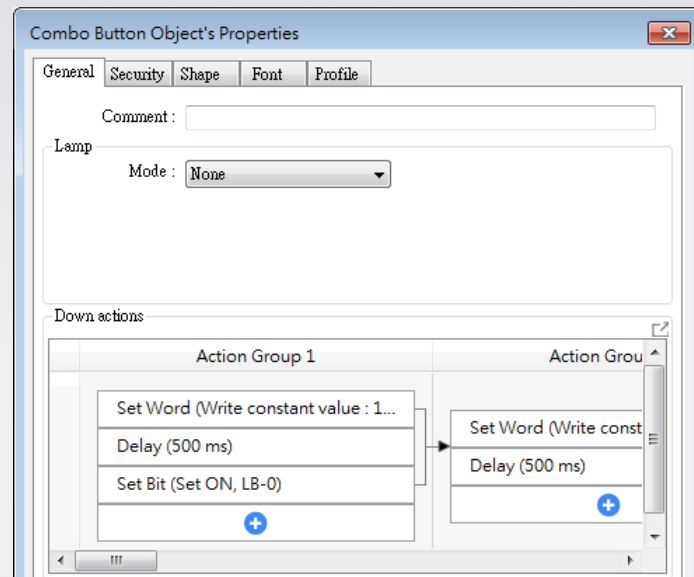 Combo Button Object's Properties
General Security Shape Font Profile
Comment :
Lamp
Mode : None
Down actions
Action Group 1 Action Grou
Set Word (Write constant value : 1...
Delay (500 ms)
Set Bit (Set ON, LB-0)
Set Word (Write const
Delay (500 ms)